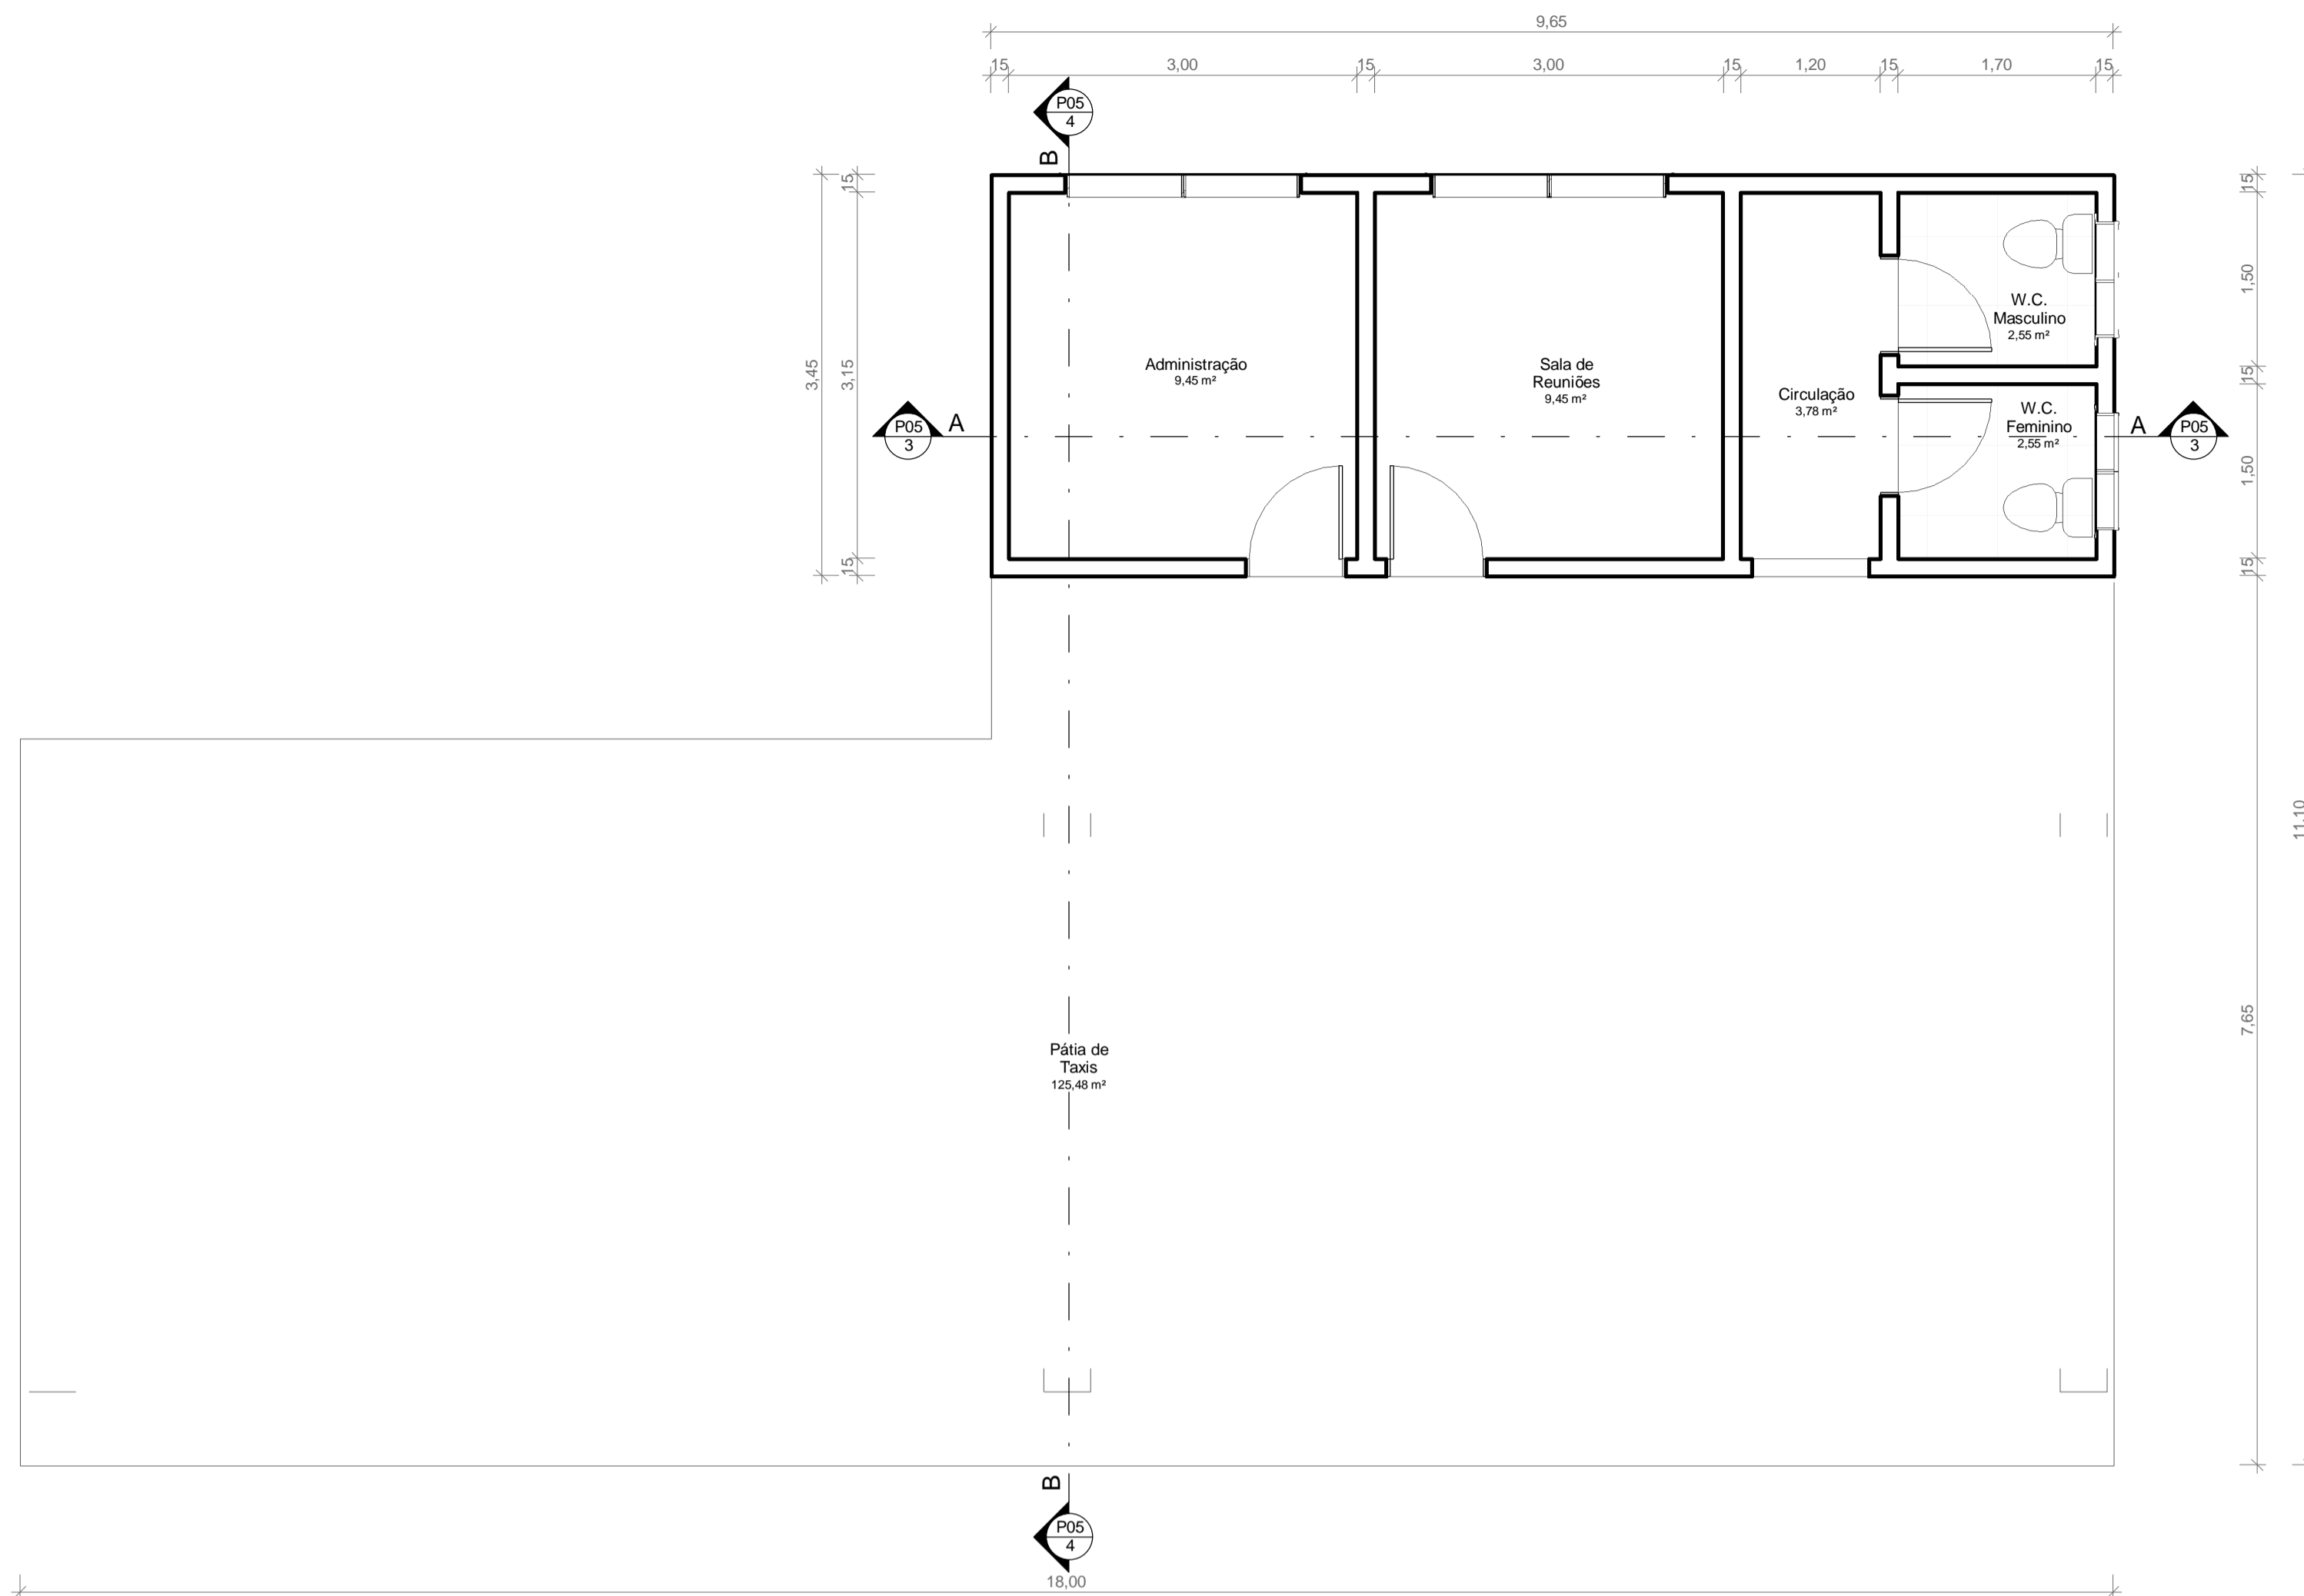 9,65
15
3,00
15
3,00
15
1,20
15
1,70
15
P05
4
B
15
15
3,45
3,15
15
1,50
15
1,50
15
W.C.
Masculino
2,55 m²
Administração
9,45 m²
Sala de
Reuniões
9,45 m²
Circulação
3,78 m²
W.C.
Feminino
2,55 m²
P05
3
A
A
P05
3
11,10
7,65
Pátia de
Taxis
125,48 m²
B
P05
4
18,00